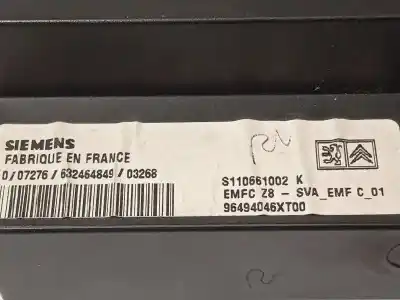 SIEMENS
FABRIQUE EN FRANCE
0/07276/632464849/03268
S110661002 K
EMFC Z8 - SVA_EMF C_01
96494046XT00